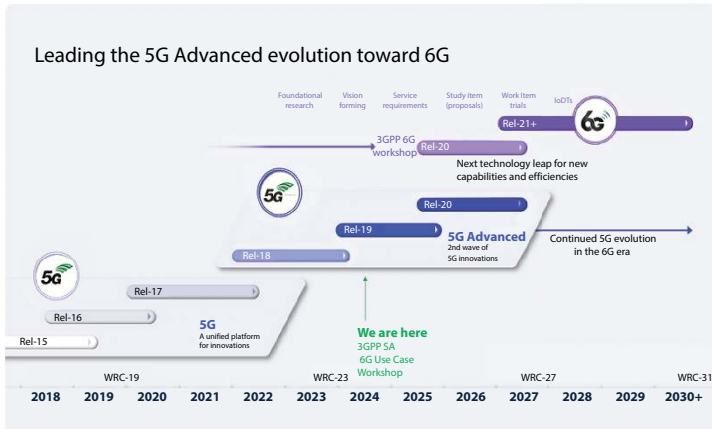 Leading the 5G Advanced evolution toward 6G
Foundational
research
Vision
forming
Service
requirements
Study item
(proposals)
Work Item
trials
IoDTs
Rel-21+
6G
3GPP 6G
workshop
Rel-20
Next technology leap for new
capabilities and efficiencies
5G
Rel-20
Rel-19
5G Advanced
2nd wave of
5G innovations
Rel-18
Continued 5G evolution
in the 6G era
5G
Rel-17
Rel-16
Rel-15
5G
A unified platform
for innovations
We are here
3GPP SA
6G Use Case
Workshop
WRC-19 WRC-23 WRC-27 WRC-31
2018 2019 2020 2021 2022 2023 2024 2025 2026 2027 2028 2029 2030+